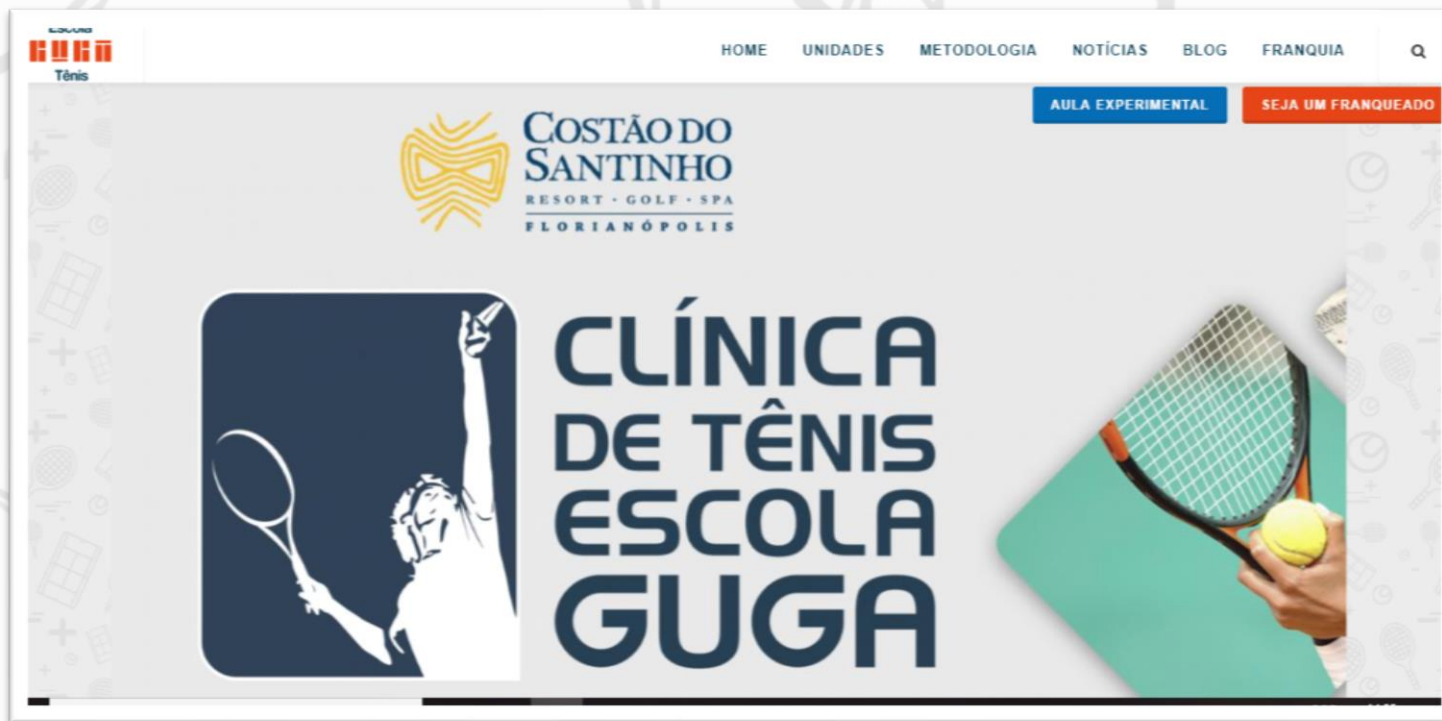 Escola
GUGA
Tênis
HOME UNIDADES METODOLOGIA NOTÍCIAS BLOG FRANQUIA
AULA EXPERIMENTAL SEJA UM FRANQUEADO
COSTÃO DO
SANTINHO
RESORT · GOLF · SPA
FLORIANÓPOLIS
CLÍNICA
DE TÊNIS
ESCOLA
GUGA